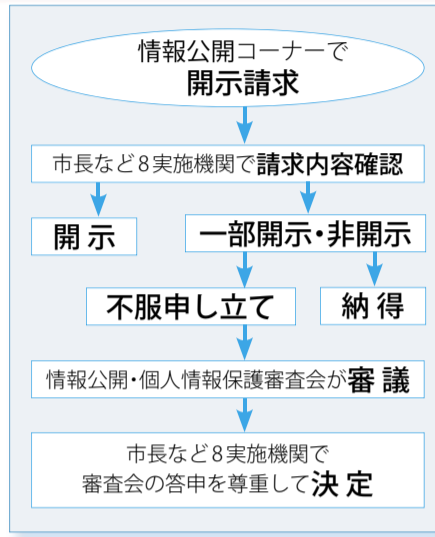 情報公開コーナーで
開示請求
市長など8実施機関で請求内容確認
開示
一部開示・非開示
不服申し立て
納得
情報公開・個人情報保護審査会が審議
市長など8実施機関で
審査会の答申を尊重して決定